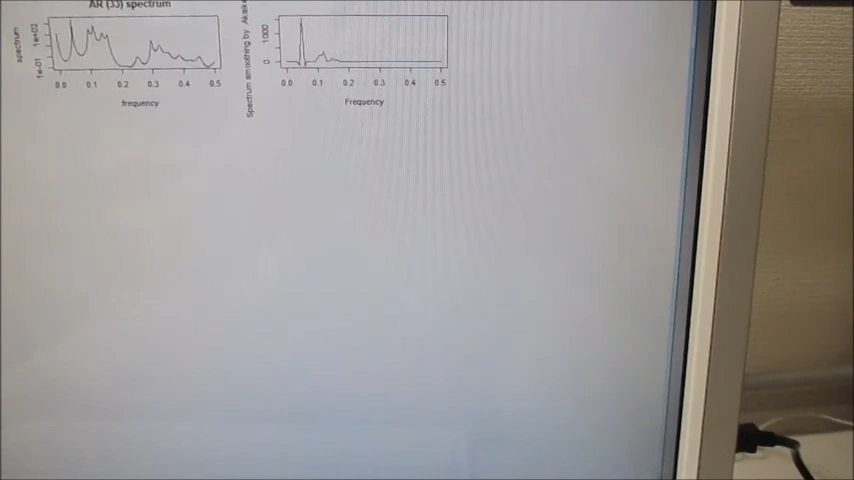 AR (33) spectrum
spectrum
1e-01 1e+02
0.0 0.1 0.2 0.3 0.4 0.5
frequency
Spectrum smoothing by Akaike
0 1000
0.0 0.1 0.2 0.3 0.4 0.5
Frequency